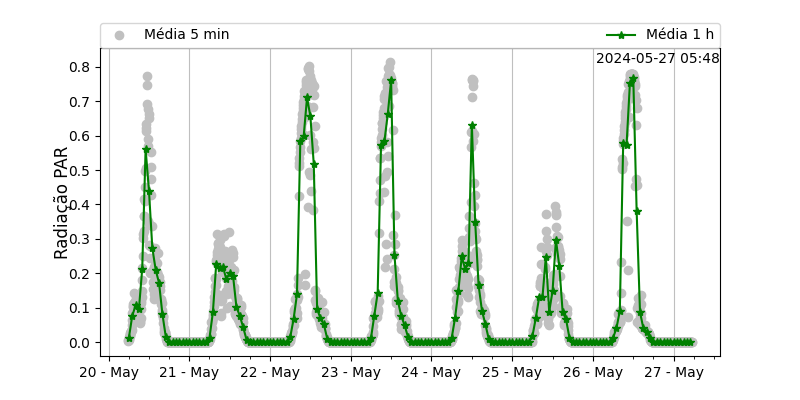 Média 5 min
Média 1 h
2024-05-27 05:48
Radiação PAR
0.8
0.7
0.6
0.5
0.4
0.3
0.2
0.1
0.0
20 - May
21 - May
22 - May
23 - May
24 - May
25 - May
26 - May
27 - May